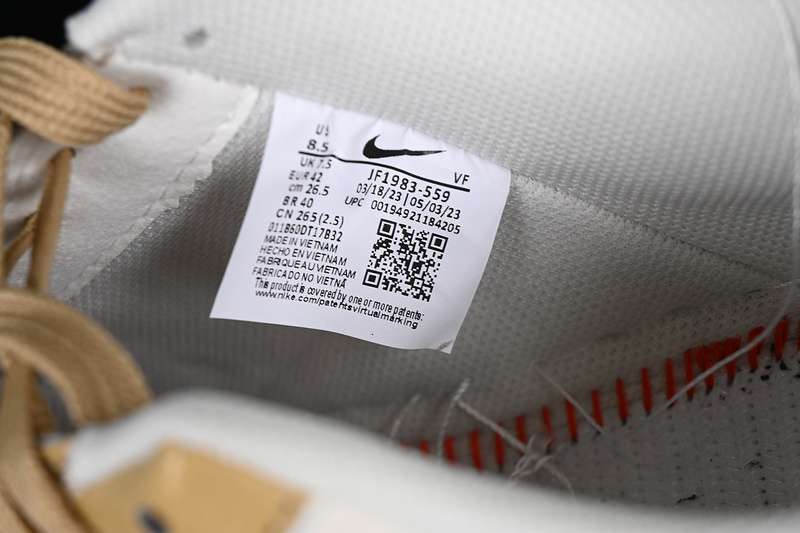 US
8.5
UK 7.5
VF
EUR 42
JF1983-559
cm 26.5
03/18/23 | 05/03/23
BR 40
UPC 00194921184205
CN 265 (2.5)
011B60DT17B32
MADE IN VIETNAM
HECHO EN VIETNAM
FABRIQUE AU VIETNAM
FABRICADO NO VIETNÃ
This product is covered by one or more patents:
www.nike.com/patentsvirtualmarking